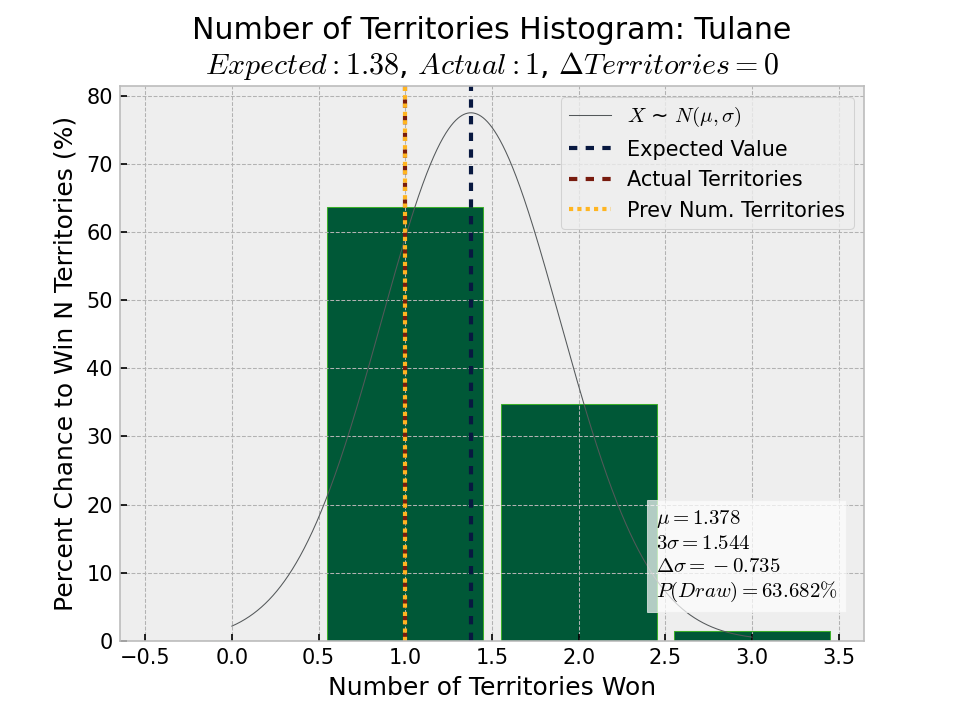 Number of Territories Histogram: Tulane
Expected : 1.38, Actual : 1, ΔTerritories = 0
Percent Chance to Win N Territories (%)
80
70
60
50
40
30
20
10
0
X ~ N(μ, σ)
Expected Value
Actual Territories
Prev Num. Territories
μ = 1.378
3σ = 1.544
Δσ = −0.735
P(Draw) = 63.682%
−0.5 0.0 0.5 1.0 1.5 2.0 2.5 3.0 3.5
Number of Territories Won